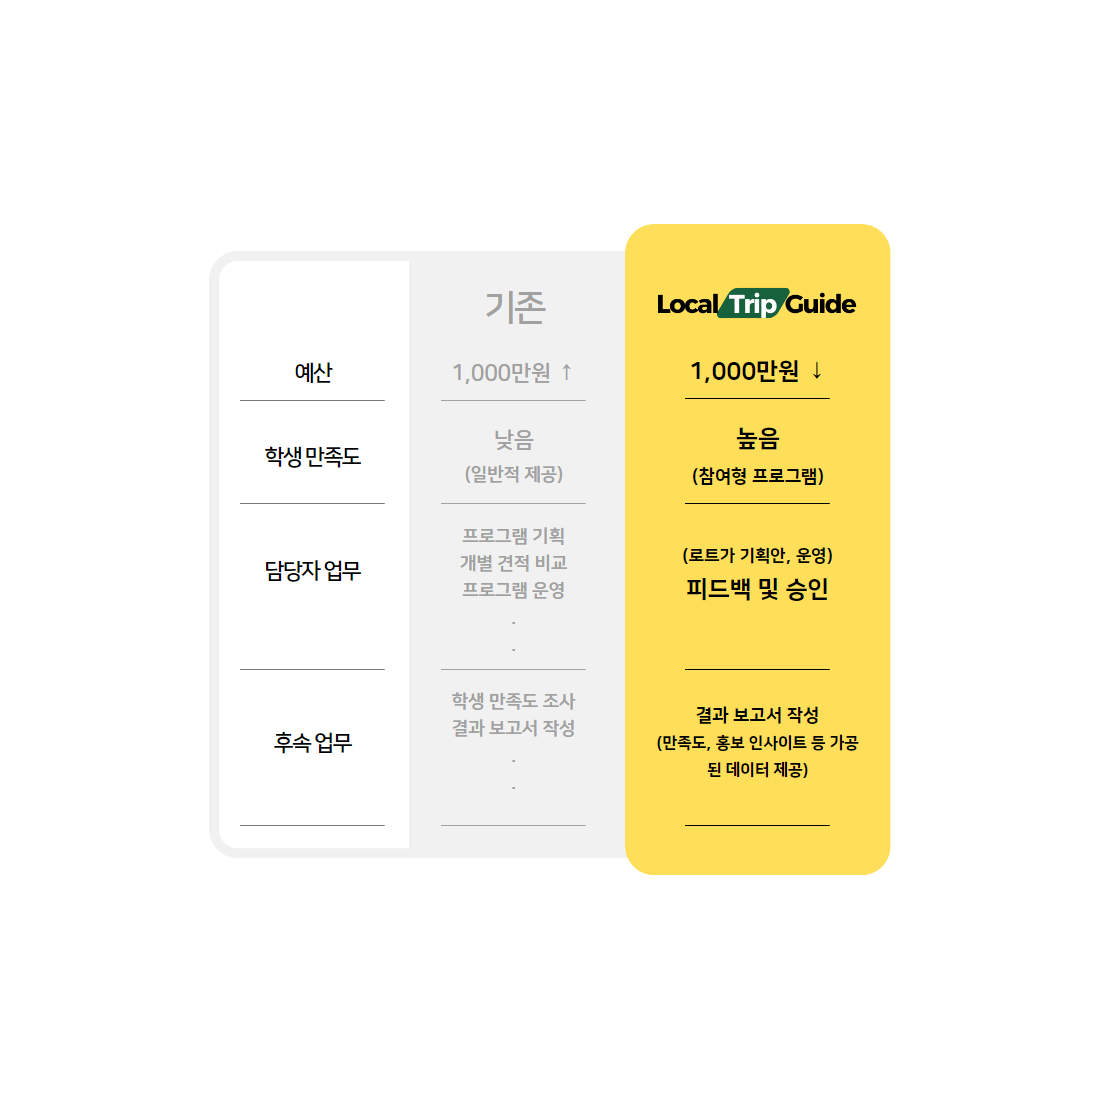 기존
Local Trip Guide
예산
1,000만원 ↑
1,000만원 ↓
학생 만족도
낮음
(일반적 제공)
높음
(참여형 프로그램)
담당자 업무
프로그램 기획
개별 견적 비교
프로그램 운영
.
.
(로트가 기획안, 운영)
피드백 및 승인
후속 업무
학생 만족도 조사
결과 보고서 작성
.
.
결과 보고서 작성
(만족도, 홍보 인사이트 등 가공
된 데이터 제공)